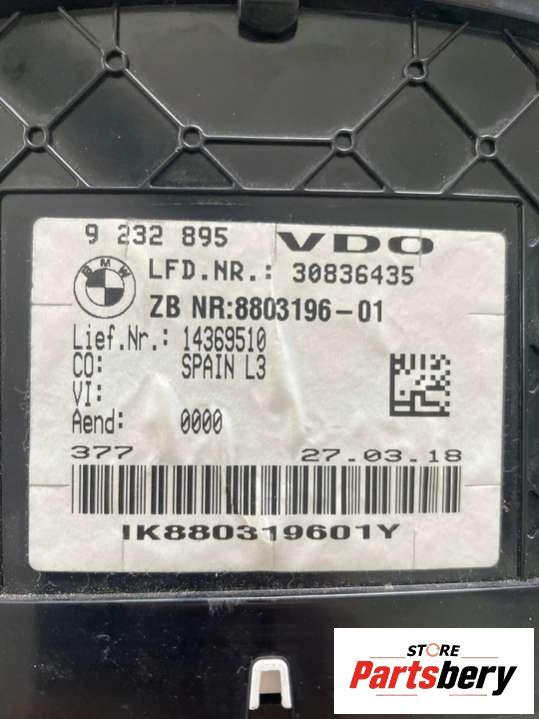 9 232 895 VDO
BMW
LFD.NR.: 30836435
ZB NR:8803196-01
Lief.Nr.: 14369510
CO: SPAIN L3
VI:
Aend: 0000
377 27.03.18
IK880319601Y
STORE
Partsbery